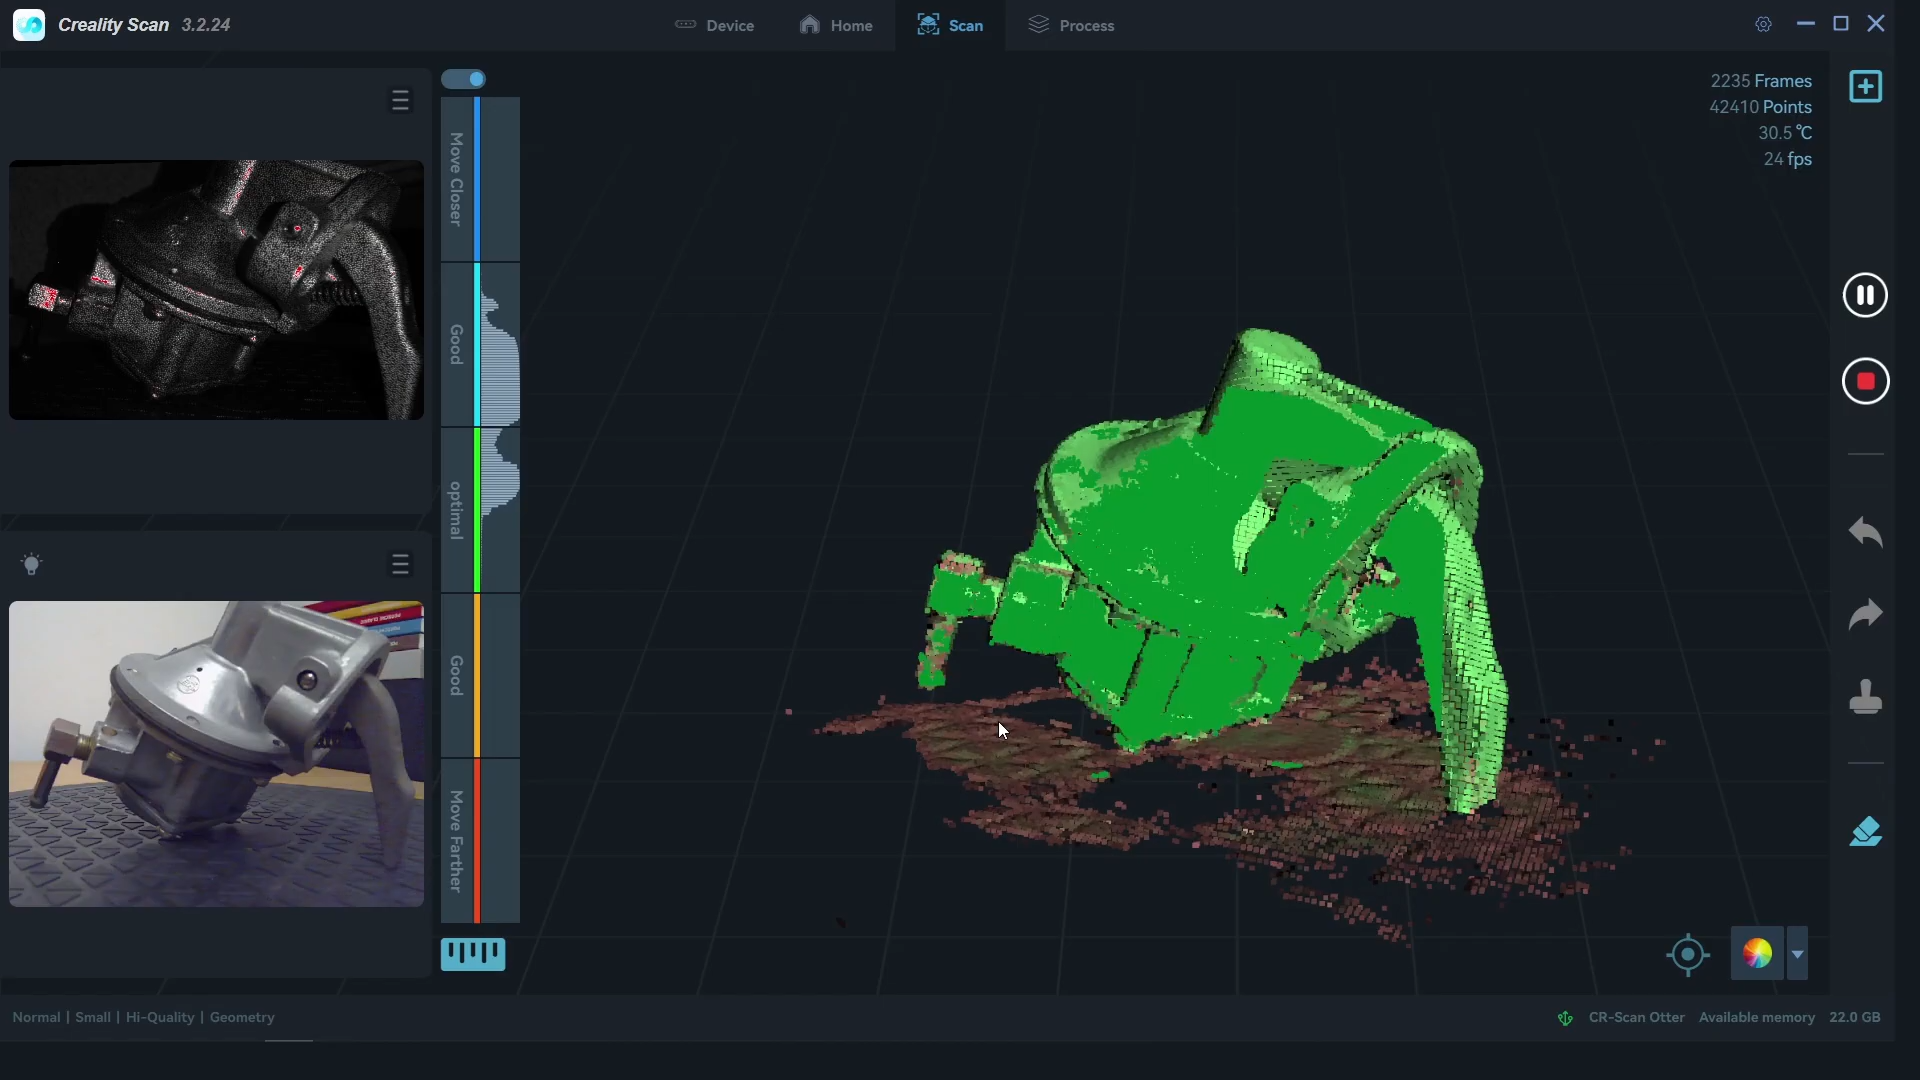 Creality Scan 3.2.24
Device
Home
Scan
Process
2235 Frames
42410 Points
30.5 ℃
24 fps
Move Closer
Good
optimal
Good
Move Farther
Normal | Small | Hi-Quality | Geometry
CR-Scan Otter Available memory 22.0 GB